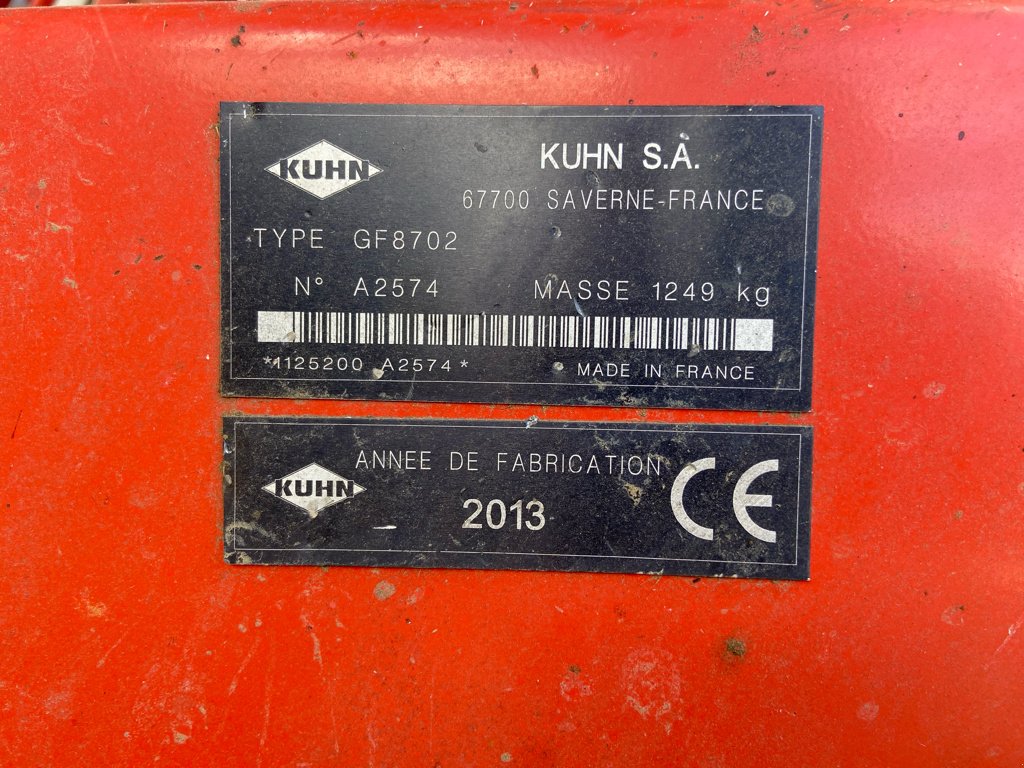 KUHN
KUHN S.A.
67700 SAVERNE-FRANCE
TYPE GF8702
N° A2574 MASSE 1249 kg
*1125200 A2574*
MADE IN FRANCE
KUHN
ANNEE DE FABRICATION
2013
CE